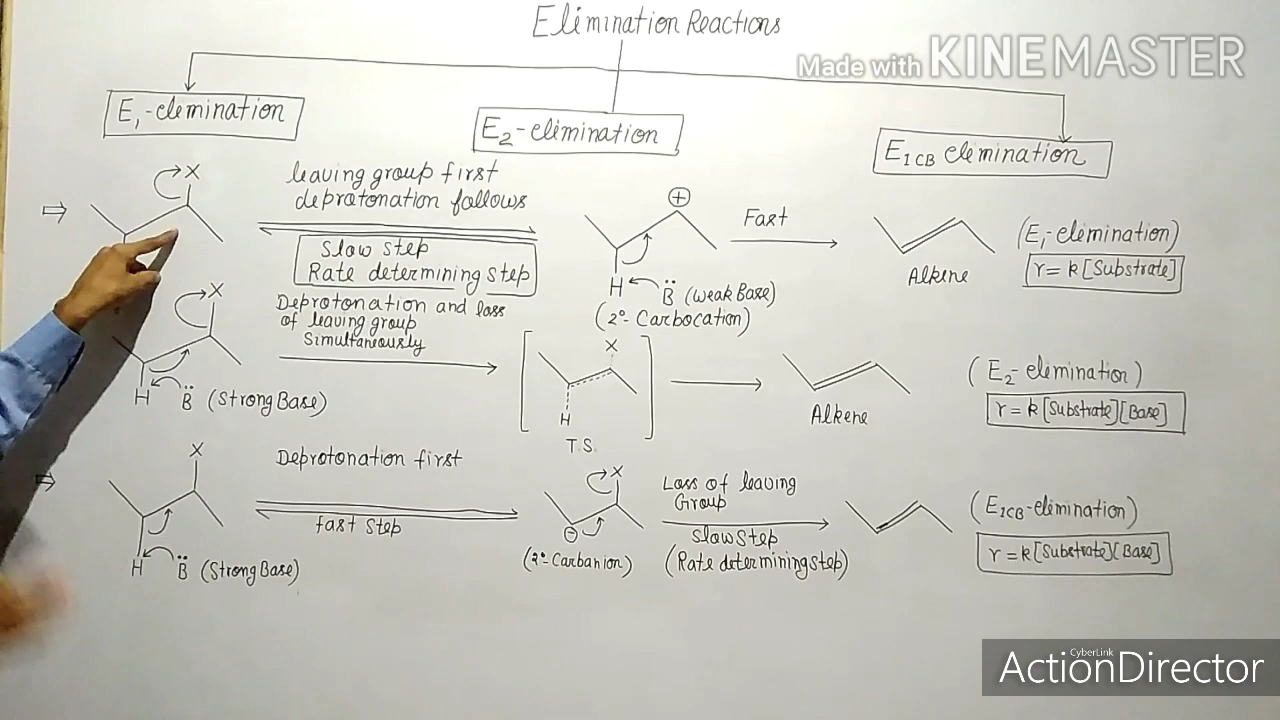 Elimination Reactions
Made with KINEMASTER
E1-elemination
E2-elimination
E1CB elimination
X
leaving group first
depratonation follows
Slow step
Rate determining step
⊕
H
B̈ (Weak Base)
(2°- Carbocation)
Fast
Alkene
(E1-elimination)
r = k [Substrate]
X
H
B̈ (Strong Base)
Deprotonation and loss
of leaving group
Simultaneously
X
H
T.S.
Alkene
(E2-elimination)
r = k [Substrate][Base]
X
H
B̈ (Strong Base)
Deprotonation first
fast step
X
⊖
(2°-Carbanion)
Loss of leaving
Group
Slow Step
(Rate determining step)
(E1CB-elimination)
r = k [Substrate][Base]
CyberLink
ActionDirector